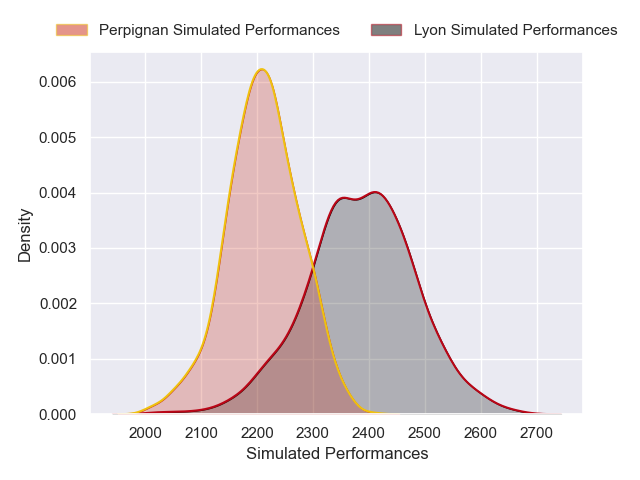 Perpignan Simulated Performances Lyon Simulated Performances
0.006
0.005
0.004
0.003
0.002
0.001
0.000
Density
2000 2100 2200 2300 2400 2500 2600 2700
Simulated Performances